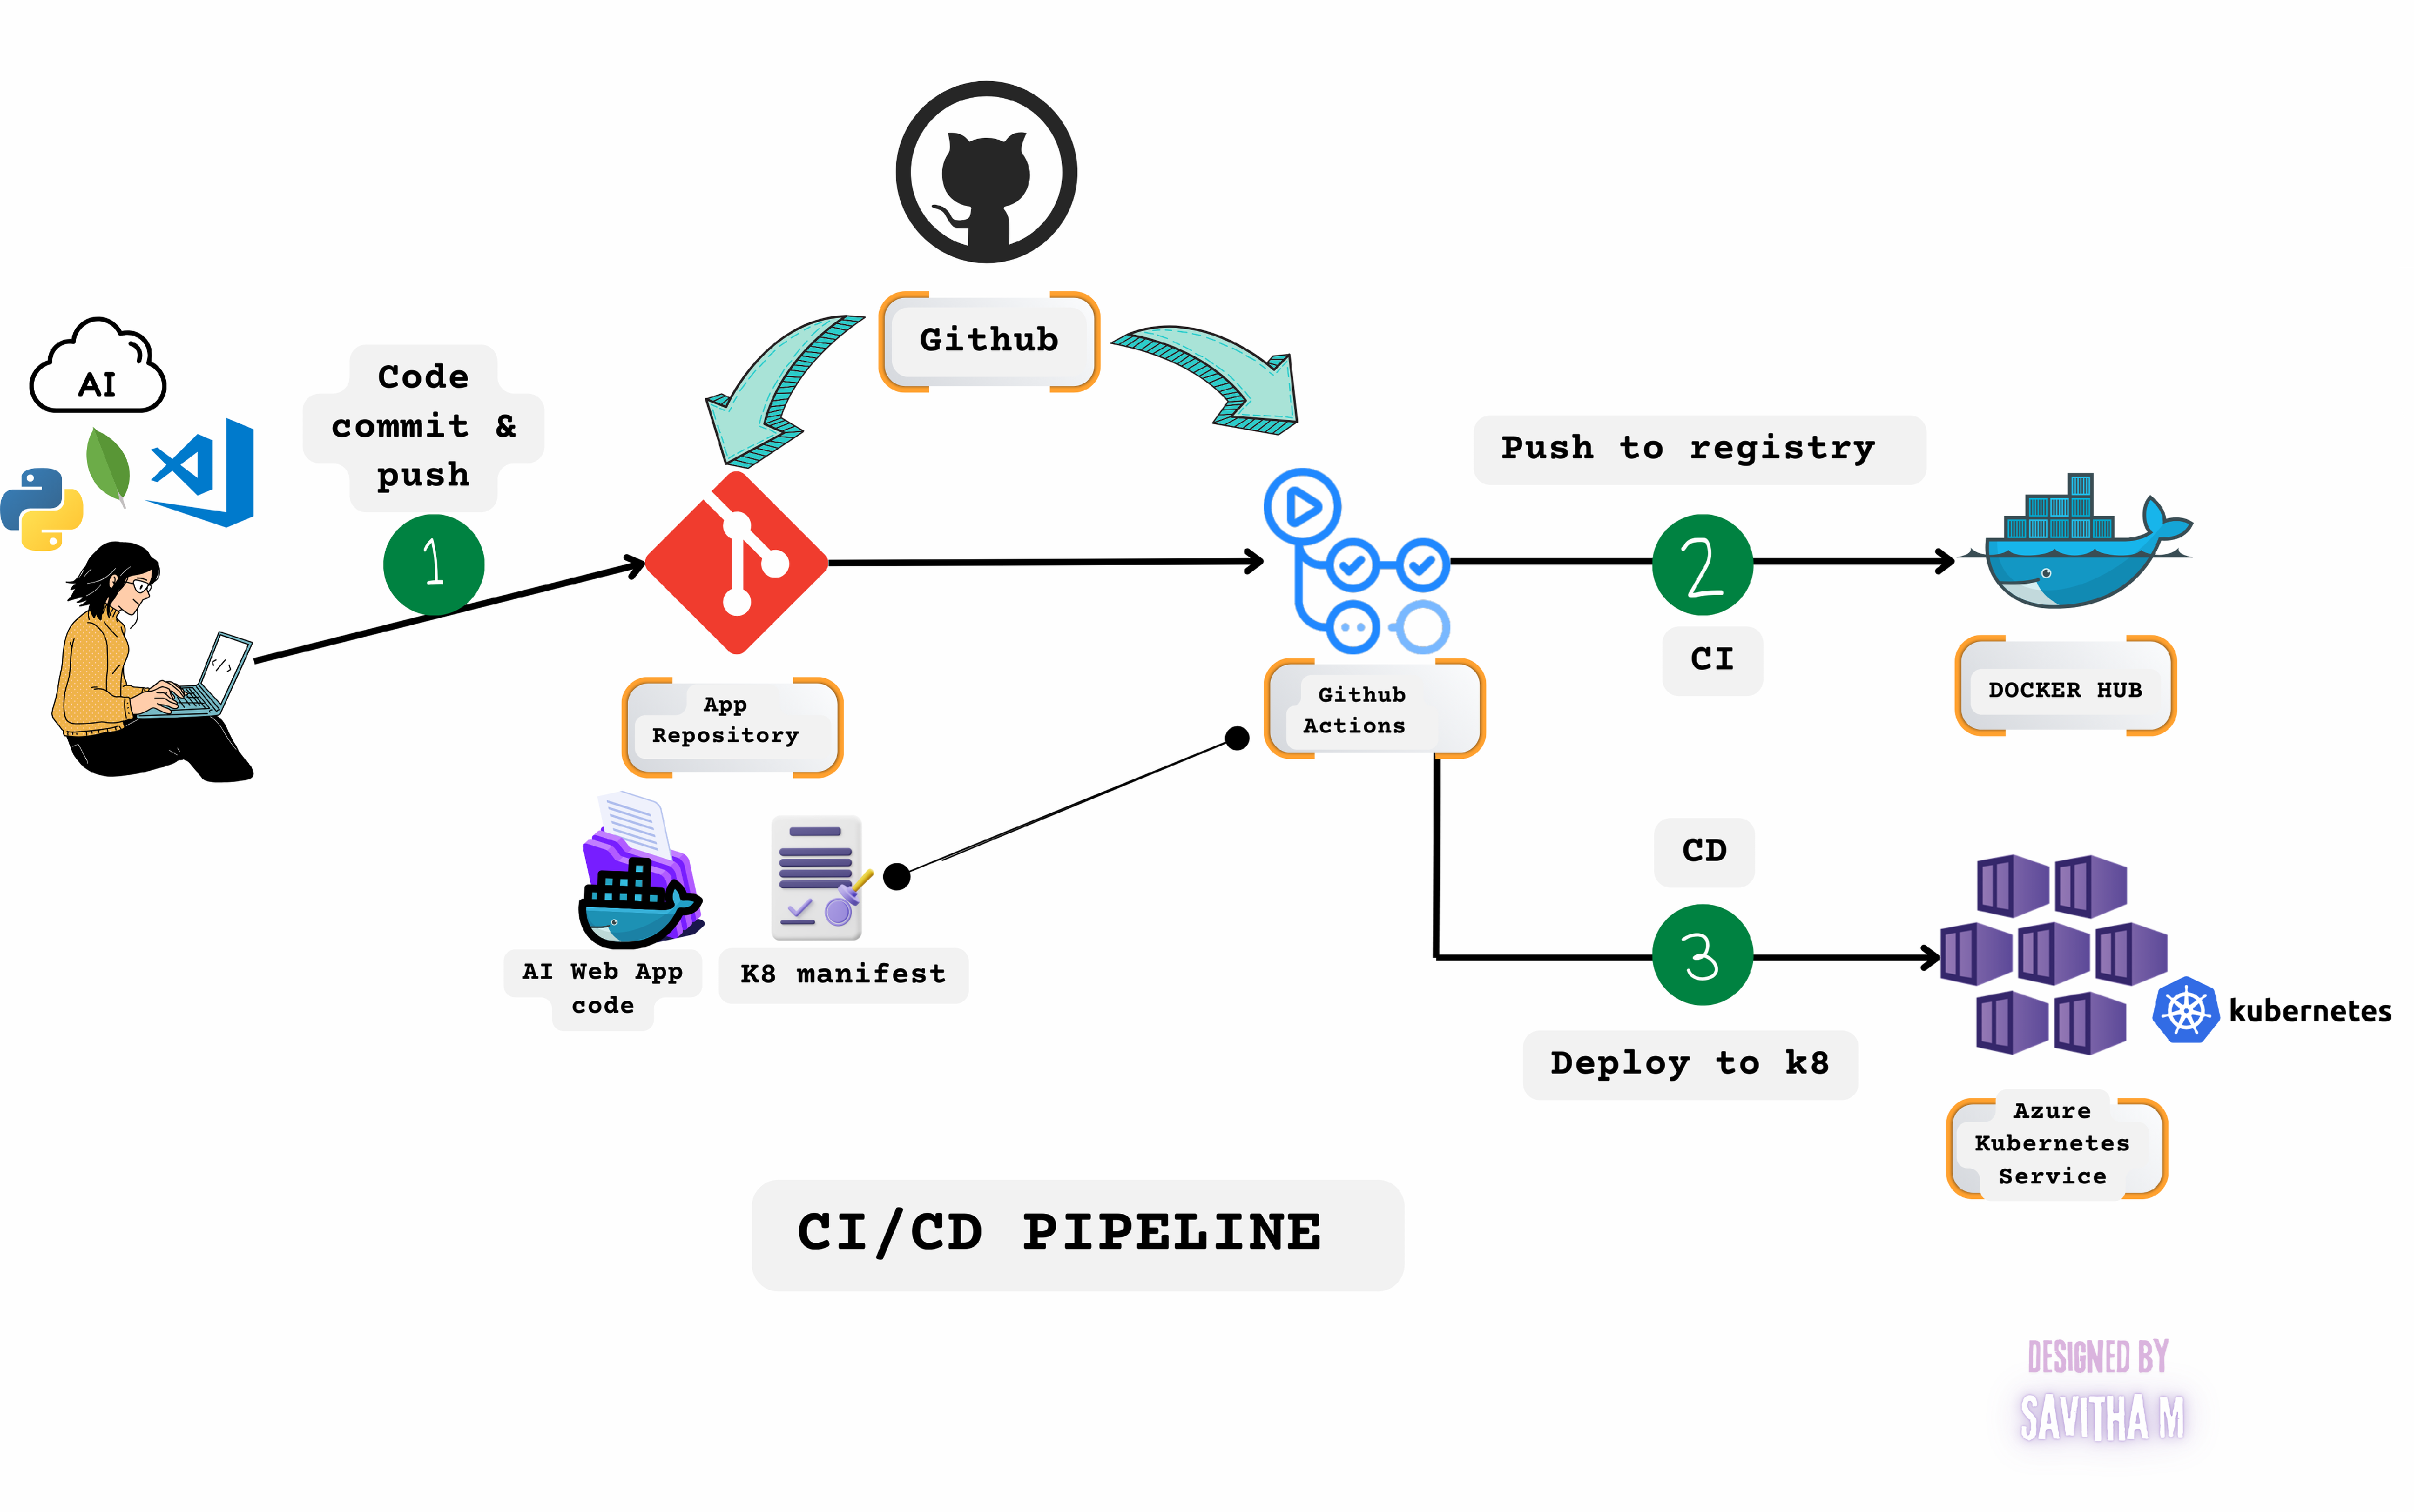 Github
AI
Code
commit &
push
1
Push to registry
2
CI
App
Repository
Github
Actions
DOCKER HUB
</>
CD
3
AI Web App
code
K8 manifest
kubernetes
Deploy to k8
Azure
Kubernetes
Service
CI/CD PIPELINE
DESIGNED BY
SAVITHA M